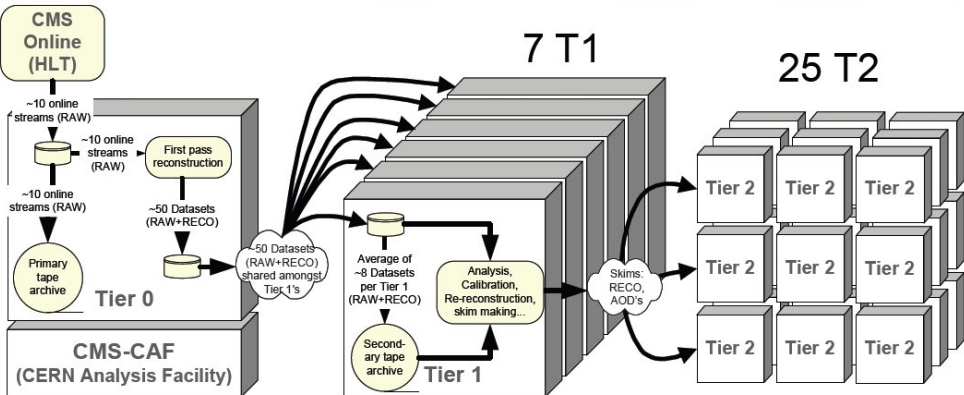 CMS
Online
(HLT)
~10 online
streams (RAW)
~10 online
streams
(RAW)
First pass
reconstruction
~10 online
streams (RAW)
~50 Datasets
(RAW+RECO)
Primary
tape
archive
Tier 0
CMS-CAF
(CERN Analysis Facility)
~50 Datasets
(RAW+RECO)
shared amongst
Tier 1's
7 T1
Average of
~8 Datasets
per Tier 1
(RAW+RECO)
Analysis,
Calibration,
Re-reconstruction,
skim making...
Second-
ary tape
archive
Tier 1
Skims:
RECO,
AOD's
25 T2
Tier 2
Tier 2
Tier 2
Tier 2
Tier 2
Tier 2
Tier 2
Tier 2
Tier 2